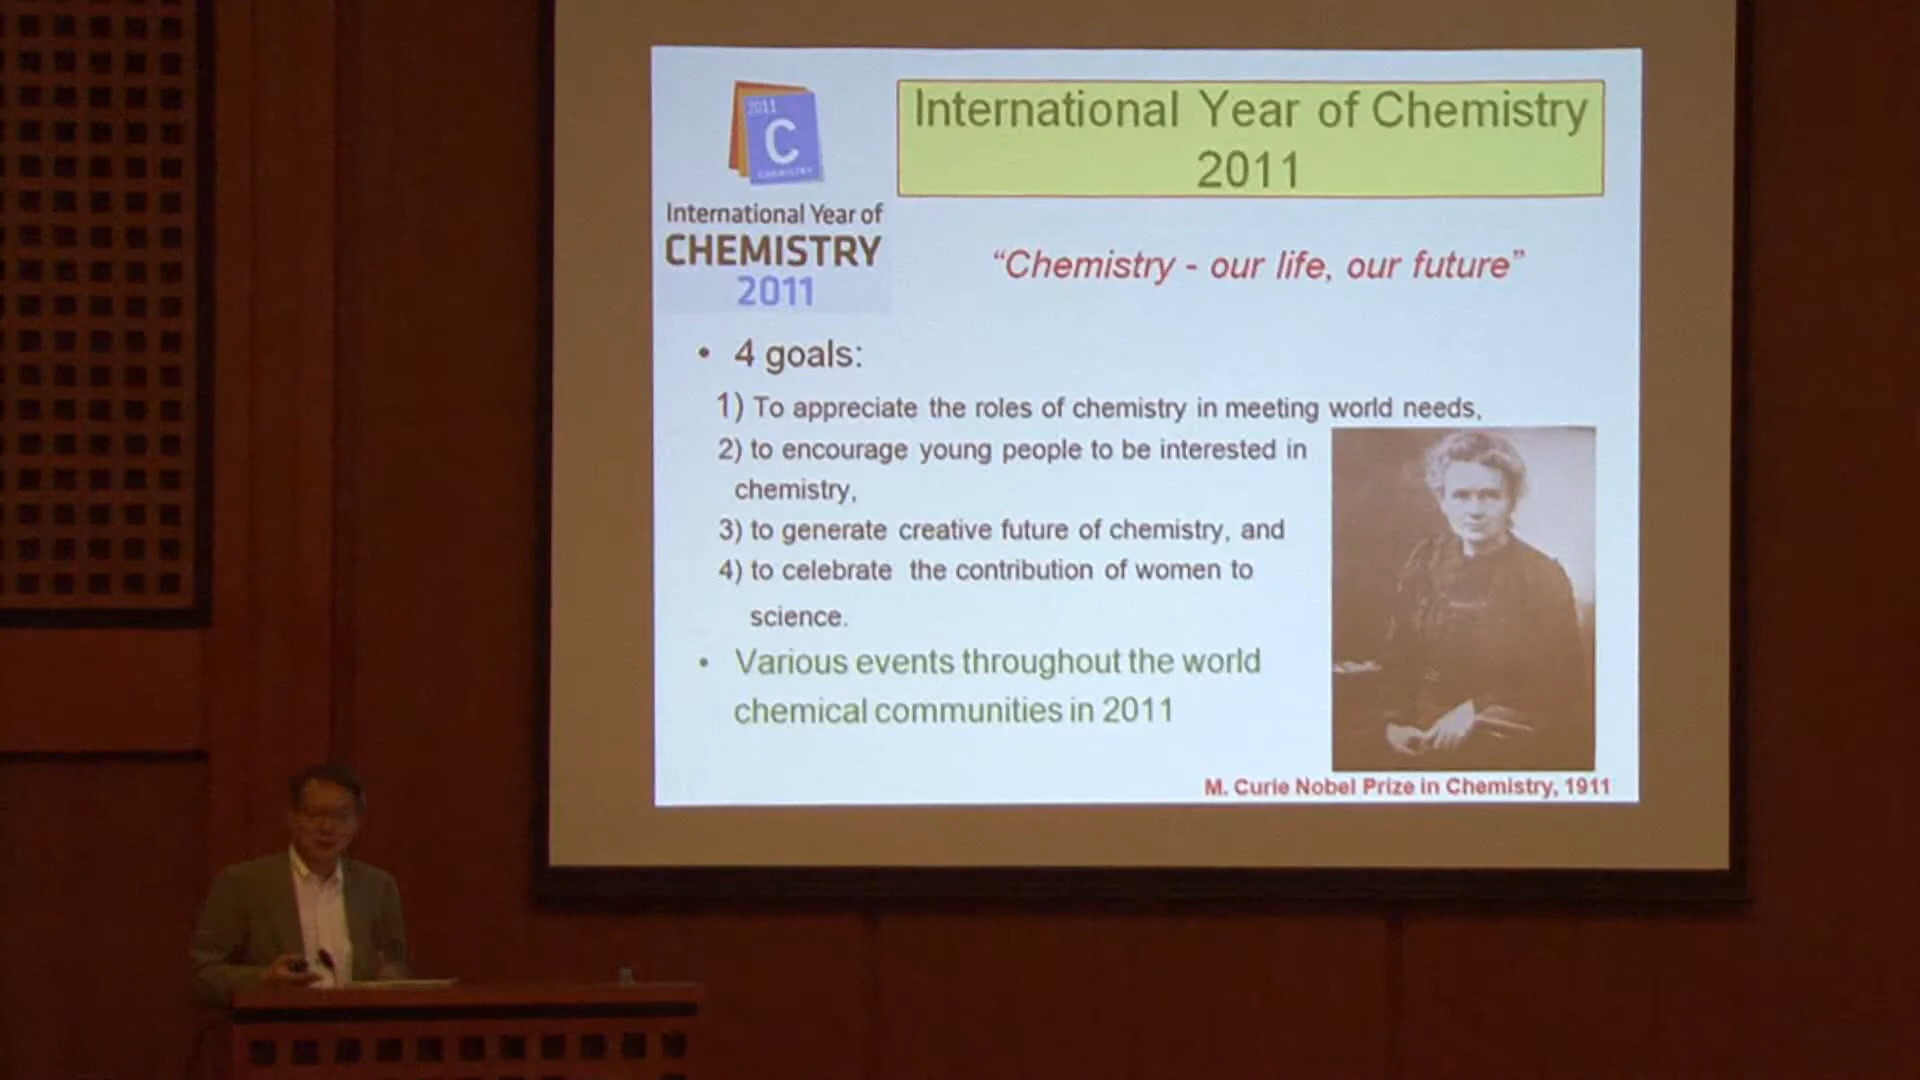 2011
C
CHEMISTRY
International Year of
CHEMISTRY
2011
International Year of Chemistry
2011
“Chemistry - our life, our future”
• 4 goals:
1) To appreciate the roles of chemistry in meeting world needs,
2) to encourage young people to be interested in
chemistry,
3) to generate creative future of chemistry, and
4) to celebrate the contribution of women to
science.
• Various events throughout the world
chemical communities in 2011
M. Curie Nobel Prize in Chemistry, 1911